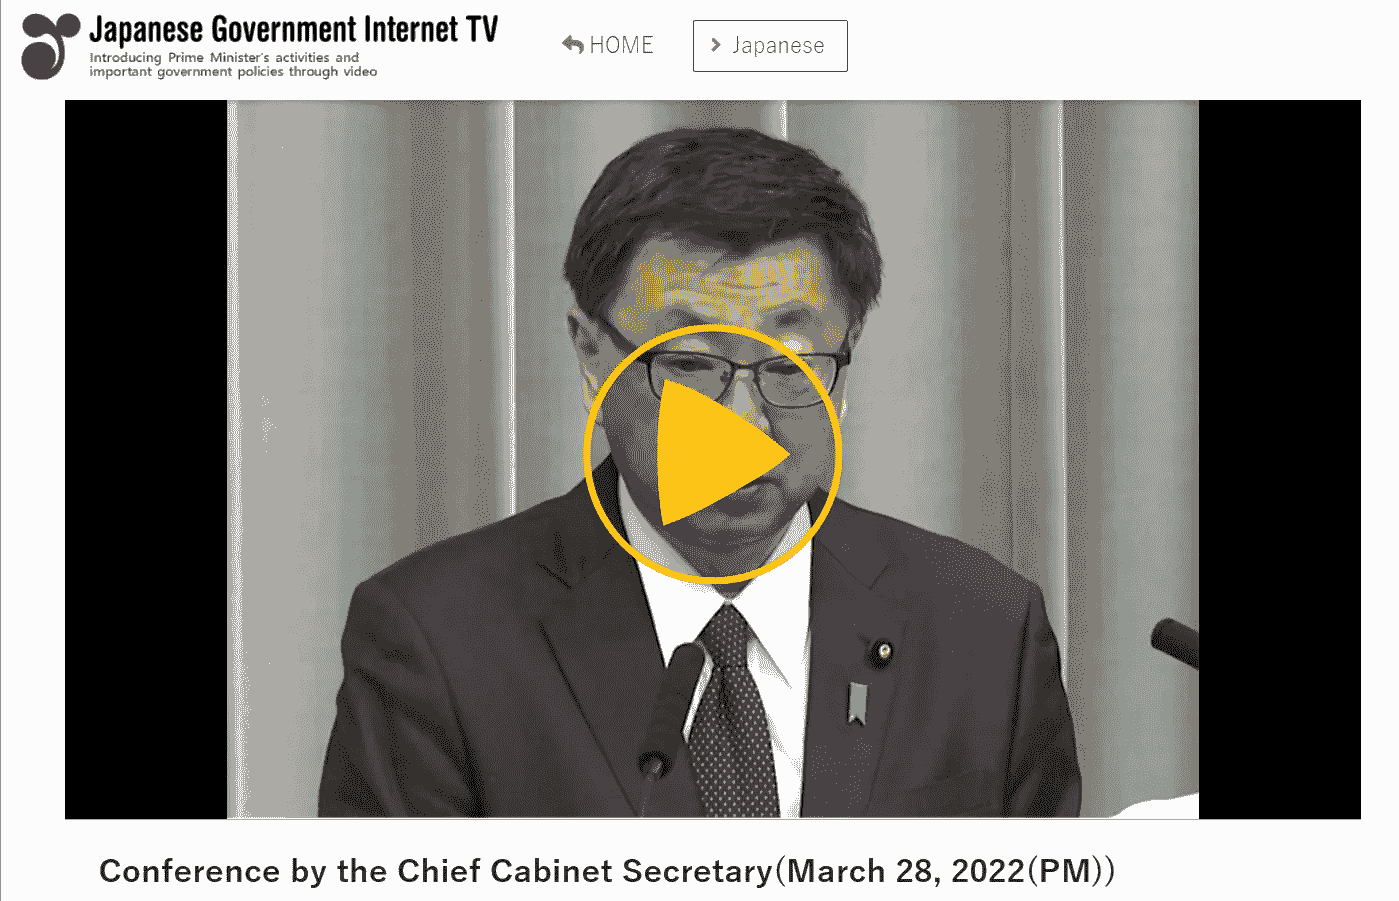 Japanese Government Internet TV
Introducing Prime Minister's activities and
important government policies through video
HOME
Japanese
Conference by the Chief Cabinet Secretary(March 28, 2022(PM))